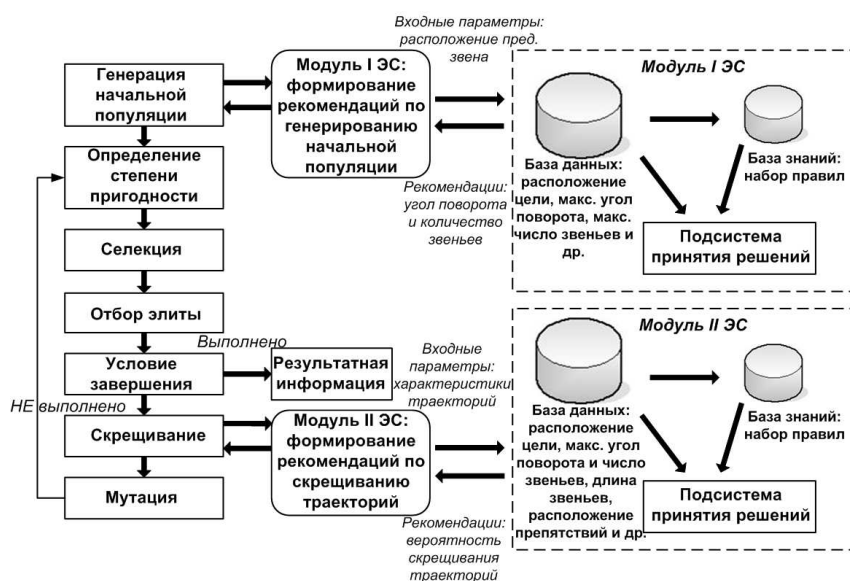 Генерация
начальной
популяции
Определение
степени
пригодности
Селекция
Отбор элиты
Выполнено
Условие
завершения
НЕ выполнено
Скрещивание
Мутация
Модуль I ЭС:
формирование
рекомендаций по
генерированию
начальной
популяции
Результатная
информация
Модуль II ЭС:
формирование
рекомендаций по
скрещиванию
траекторий
Входные параметры:
расположение пред.
звена
Рекомендации:
угол поворота
и количество
звеньев
Входные
параметры:
характеристики
траекторий
Рекомендации:
вероятность
скрещивания
траекторий
Модуль I ЭС
База данных:
расположение
цели, макс. угол
поворота, макс.
число звеньев и
др.
База знаний:
набор правил
Подсистема
принятия решений
Модуль II ЭС
База данных:
расположение
цели, макс. угол
поворота и число
звеньев, длина
звеньев,
расположение
препятствий и др.
База знаний:
набор правил
Подсистема
принятия решений